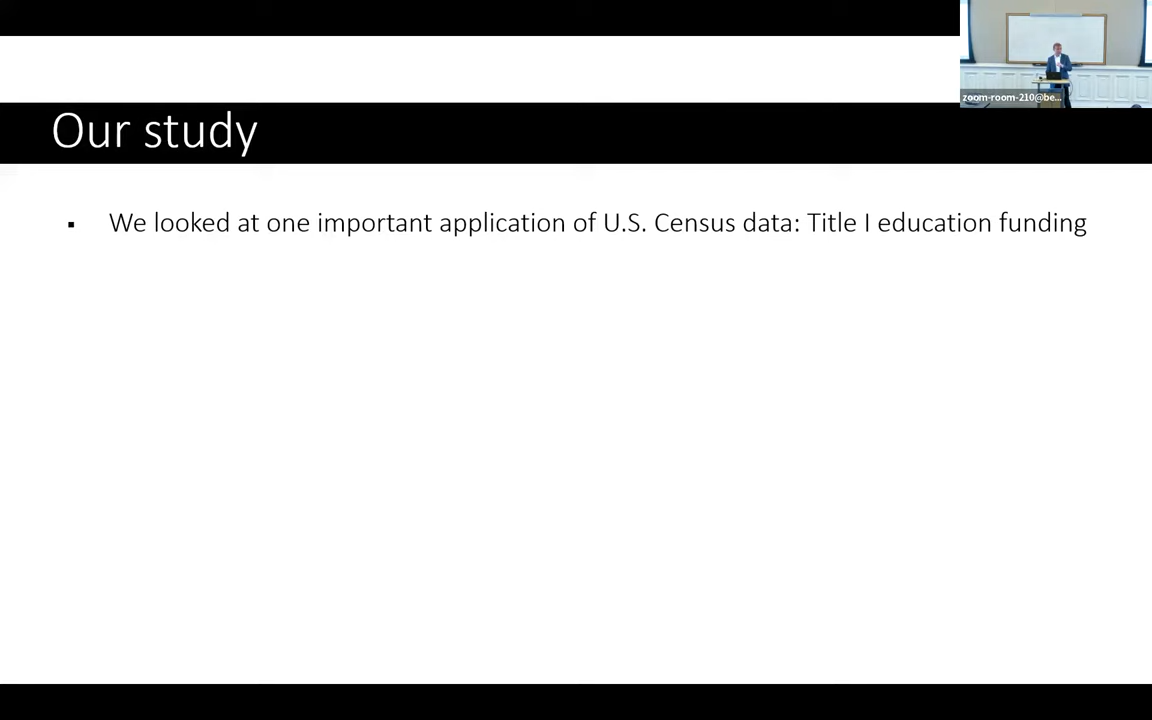 zoom-room-210@be...
Our study
▪ We looked at one important application of U.S. Census data: Title I education funding